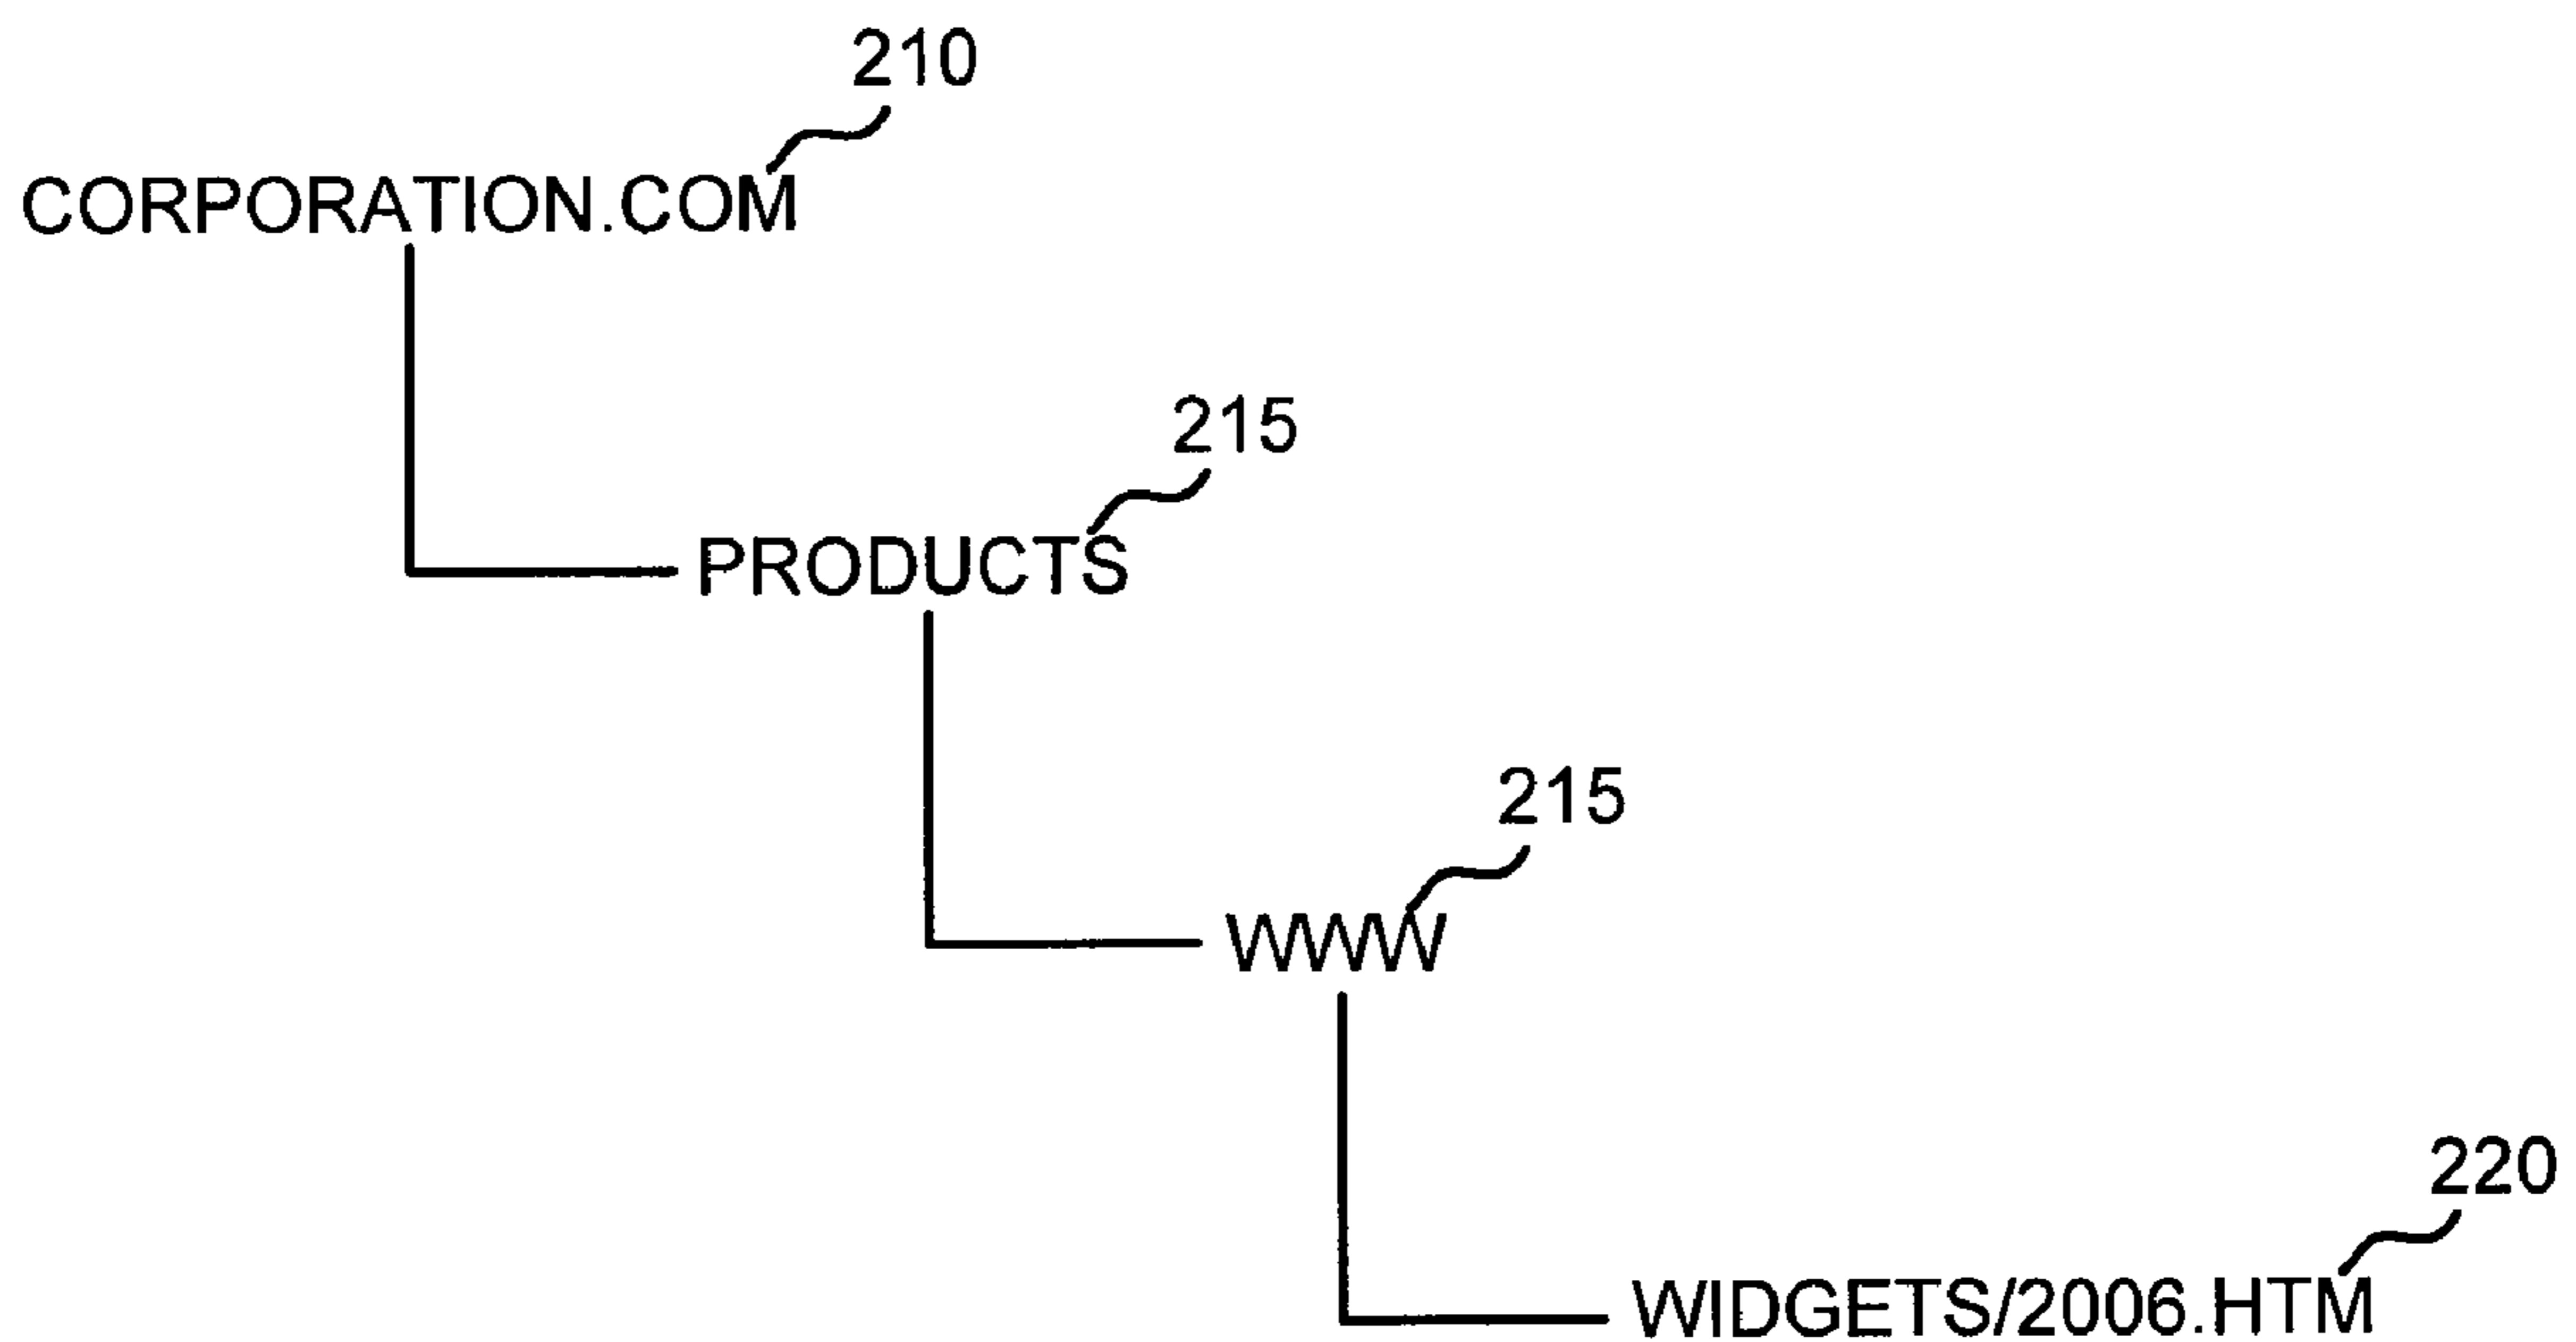 210
CORPORATION.COM
215
PRODUCTS
215
WWW
220
WIDGETS/2006.HTM